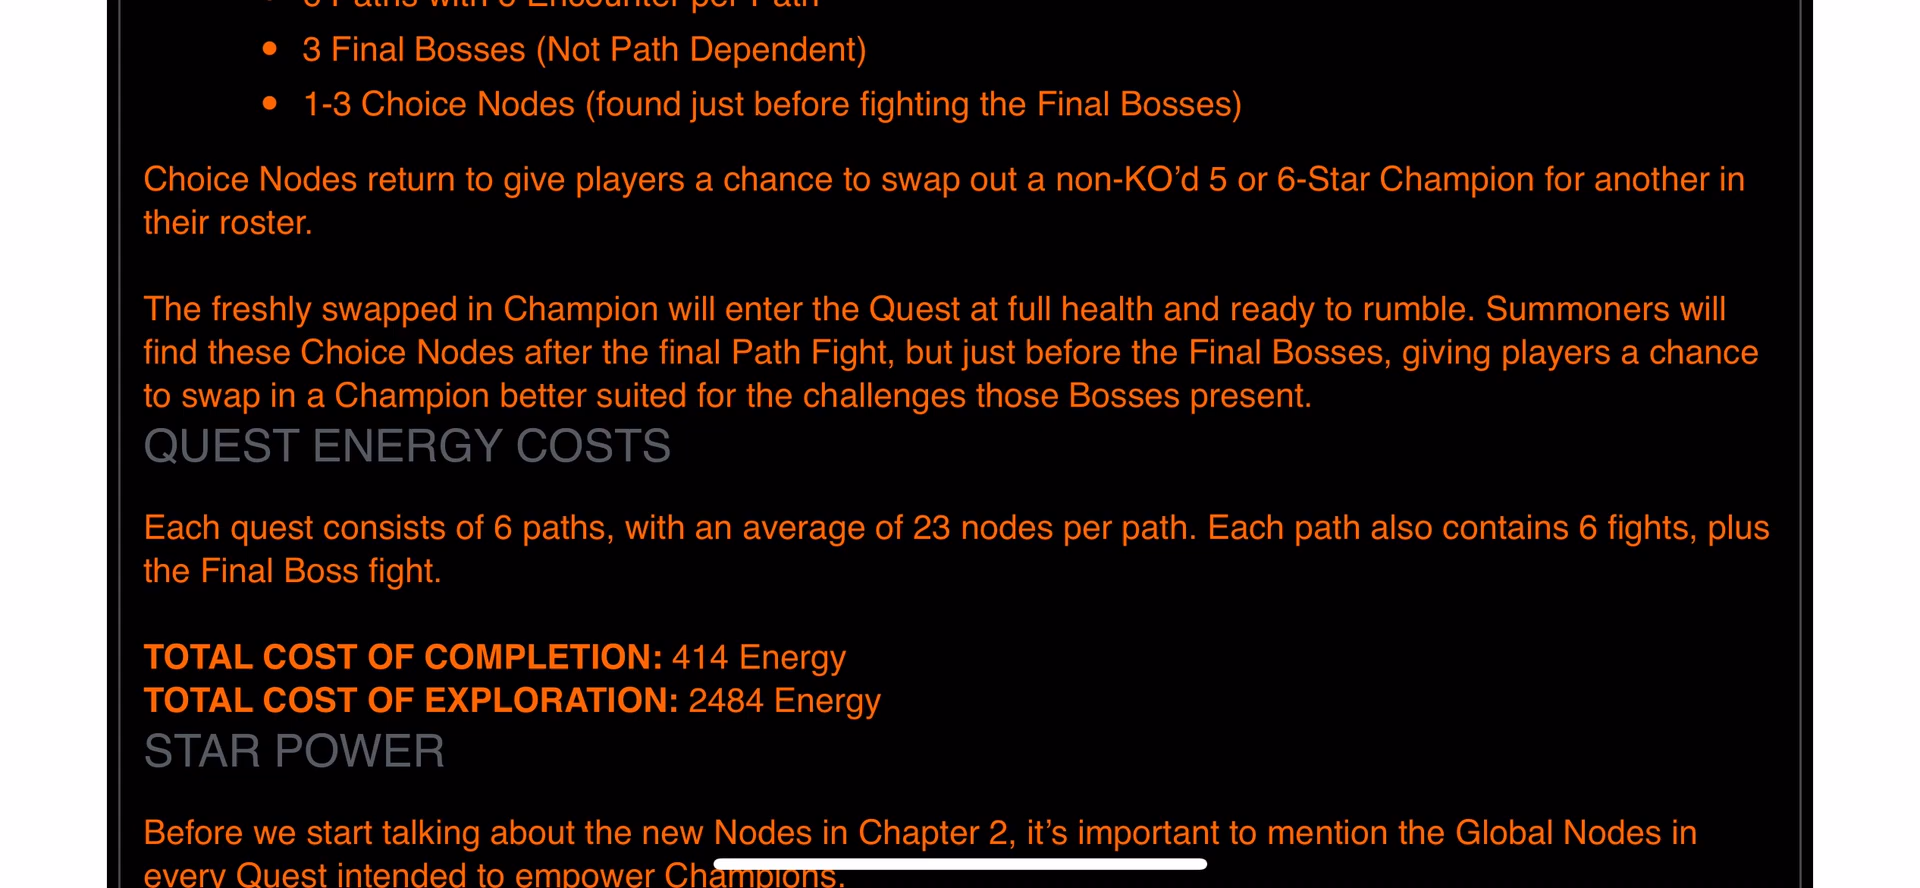 Paths with Encounter per Path
3 Final Bosses (Not Path Dependent)
1-3 Choice Nodes (found just before fighting the Final Bosses)
Choice Nodes return to give players a chance to swap out a non-KO’d 5 or 6-Star Champion for another in
their roster.
The freshly swapped in Champion will enter the Quest at full health and ready to rumble. Summoners will
find these Choice Nodes after the final Path Fight, but just before the Final Bosses, giving players a chance
to swap in a Champion better suited for the challenges those Bosses present.
QUEST ENERGY COSTS
Each quest consists of 6 paths, with an average of 23 nodes per path. Each path also contains 6 fights, plus
the Final Boss fight.
TOTAL COST OF COMPLETION: 414 Energy
TOTAL COST OF EXPLORATION: 2484 Energy
STAR POWER
Before we start talking about the new Nodes in Chapter 2, it’s important to mention the Global Nodes in
every Quest intended to empower Champions.